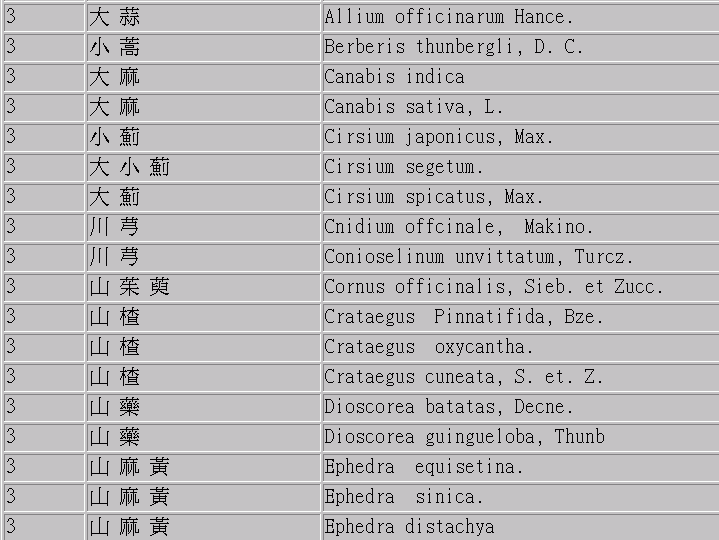 3 大 蒜 Allium officinarum Hance.
3 小 蒿 Berberis thunbergli, D. C.
3 大 麻 Canabis indica
3 大 麻 Canabis sativa, L.
3 小 薊 Cirsium japonicus, Max.
3 大 小 薊 Cirsium segetum.
3 大 薊 Cirsium spicatus, Max.
3 川 芎 Cnidium offcinale, Makino.
3 川 芎 Conioselinum unvittatum, Turcz.
3 山 茱 萸 Cornus officinalis, Sieb. et Zucc.
3 山 楂 Crataegus Pinnatifida, Bze.
3 山 楂 Crataegus oxycantha.
3 山 楂 Crataegus cuneata, S. et. Z.
3 山 藥 Dioscorea batatas, Decne.
3 山 藥 Dioscorea guingueloba, Thunb
3 山 麻 黃 Ephedra equisetina.
3 山 麻 黃 Ephedra sinica.
3 山 麻 黃 Ephedra distachya